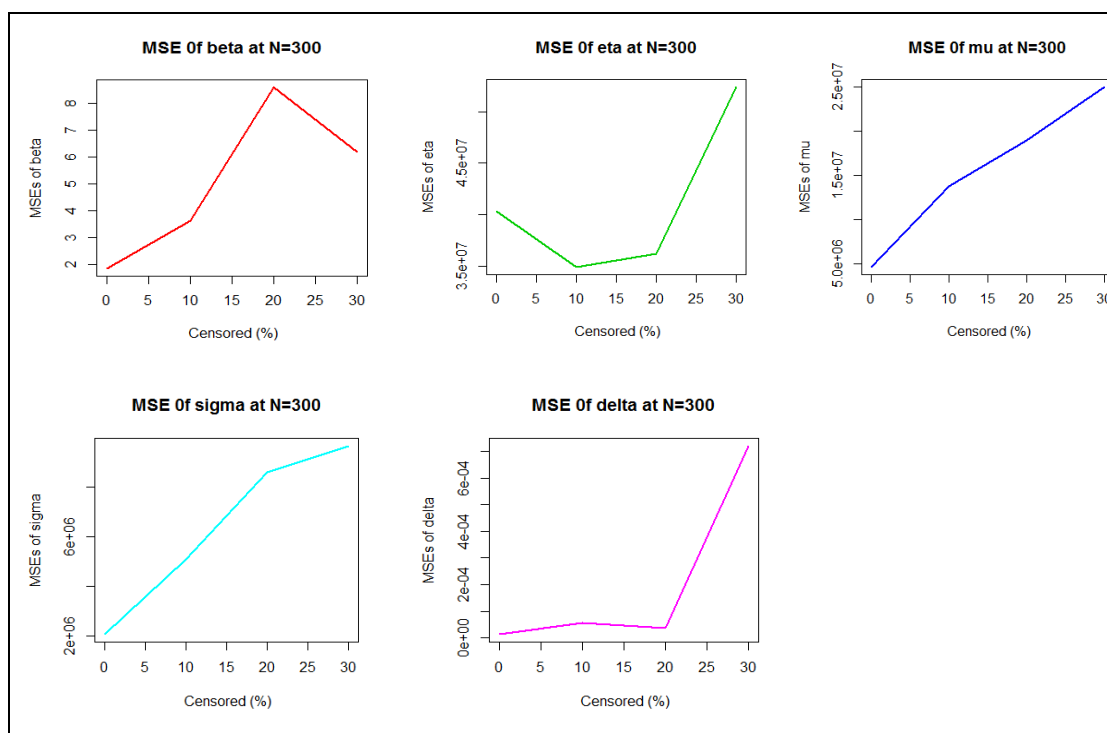 MSE 0f beta at N=300
MSEs of beta
8
7
6
5
4
3
2
0 5 10 15 20 25 30
Censored (%)
MSE 0f eta at N=300
MSEs of eta
4.5e+07
3.5e+07
0 5 10 15 20 25 30
Censored (%)
MSE 0f mu at N=300
MSEs of mu
2.5e+07
1.5e+07
5.0e+06
0 5 10 15 20 25 30
Censored (%)
MSE 0f sigma at N=300
MSEs of sigma
6e+06
2e+06
0 5 10 15 20 25 30
Censored (%)
MSE 0f delta at N=300
MSEs of delta
6e-04
4e-04
2e-04
0e+00
0 5 10 15 20 25 30
Censored (%)